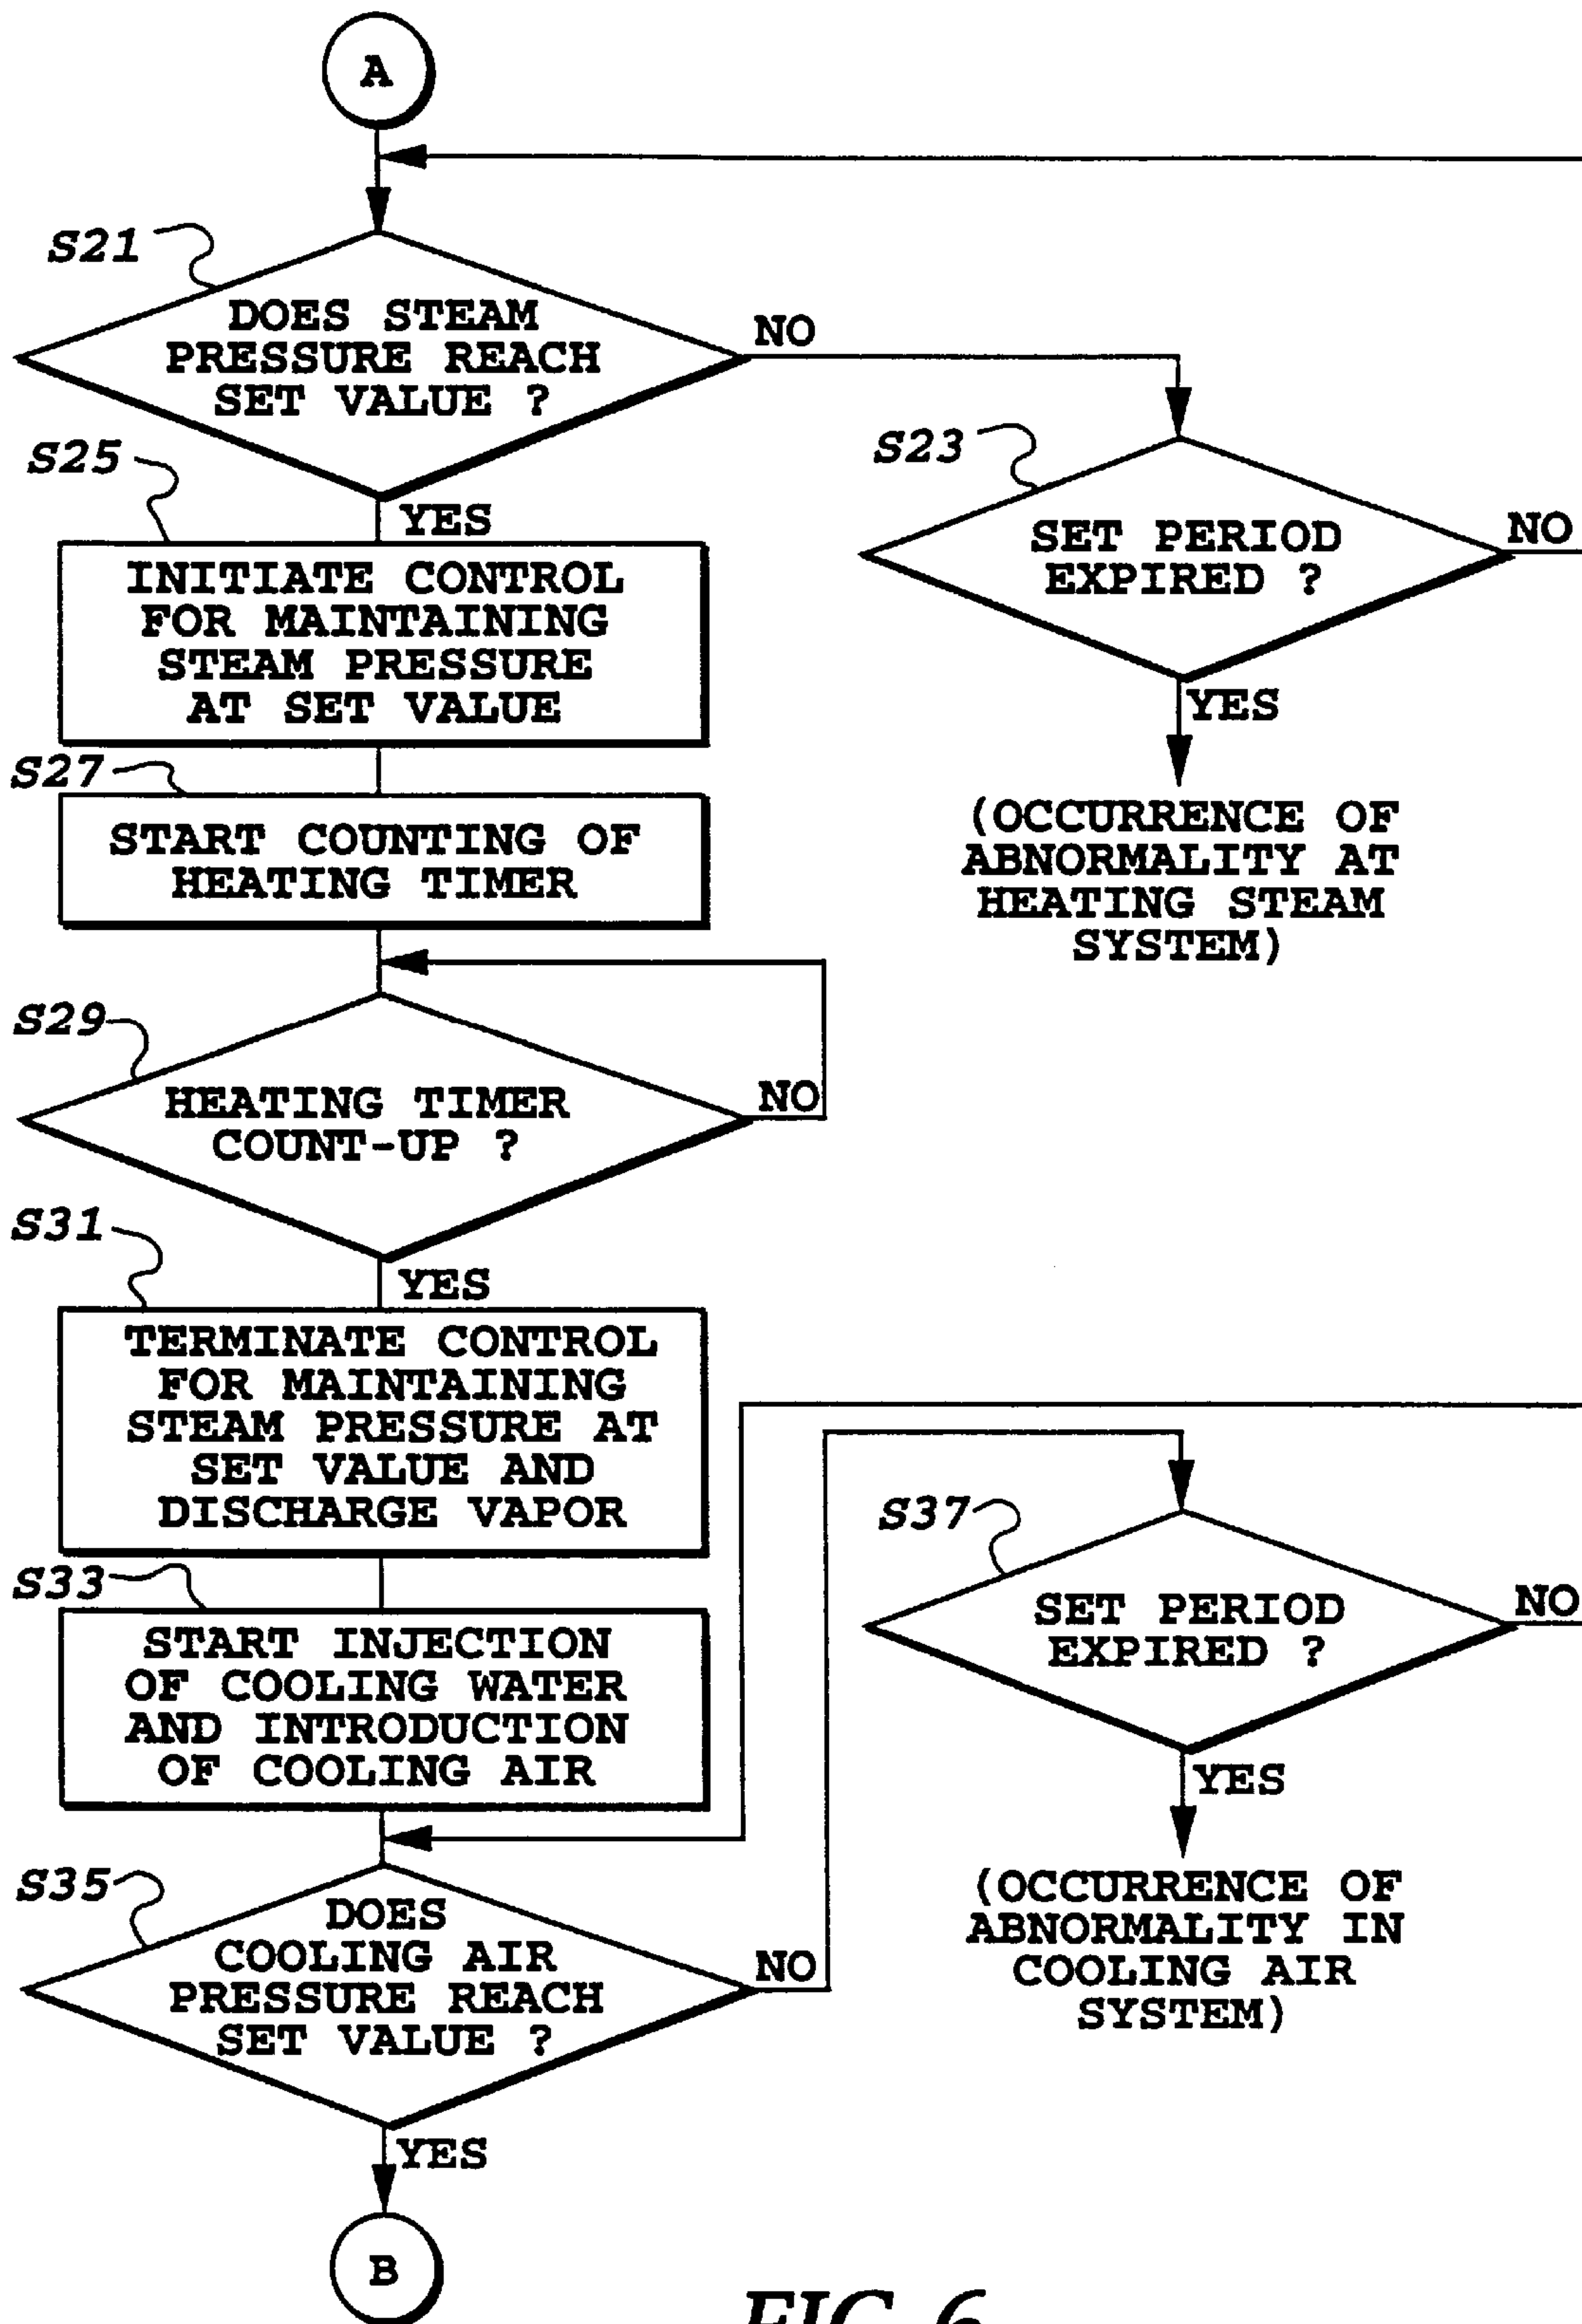 A
S21
DOES STEAM
PRESSURE REACH
SET VALUE ?
NO
S23
SET PERIOD
EXPIRED ?
NO
YES
(OCCURRENCE OF
ABNORMALITY AT
HEATING STEAM
SYSTEM)
YES
S25
INITIATE CONTROL
FOR MAINTAINING
STEAM PRESSURE
AT SET VALUE
S27
START COUNTING OF
HEATING TIMER
S29
HEATING TIMER
COUNT-UP ?
NO
YES
S31
TERMINATE CONTROL
FOR MAINTAINING
STEAM PRESSURE AT
SET VALUE AND
DISCHARGE VAPOR
S33
START INJECTION
OF COOLING WATER
AND INTRODUCTION
OF COOLING AIR
S35
DOES
COOLING AIR
PRESSURE REACH
SET VALUE ?
NO
S37
SET PERIOD
EXPIRED ?
NO
YES
(OCCURRENCE OF
ABNORMALITY IN
COOLING AIR
SYSTEM)
YES
B
FIG. 6